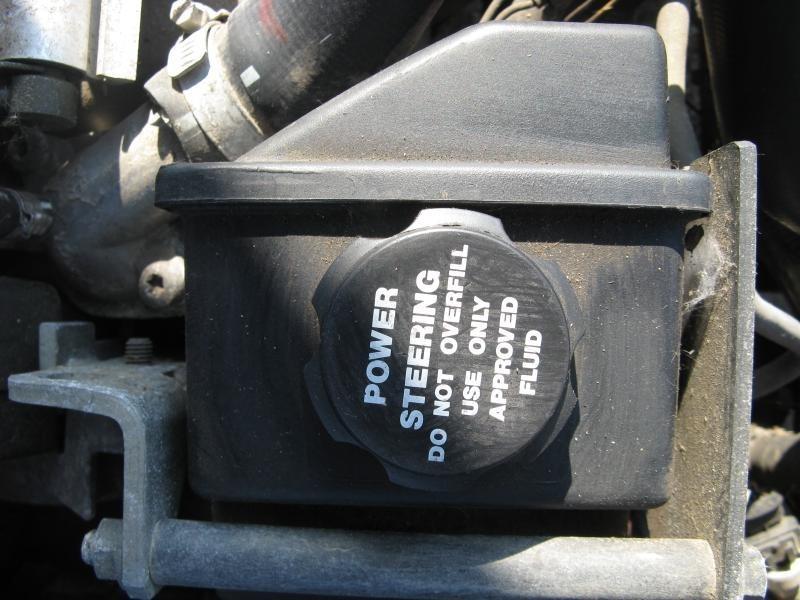 POWER
STEERING
DO NOT OVERFILL
USE ONLY
APPROVED
FLUID